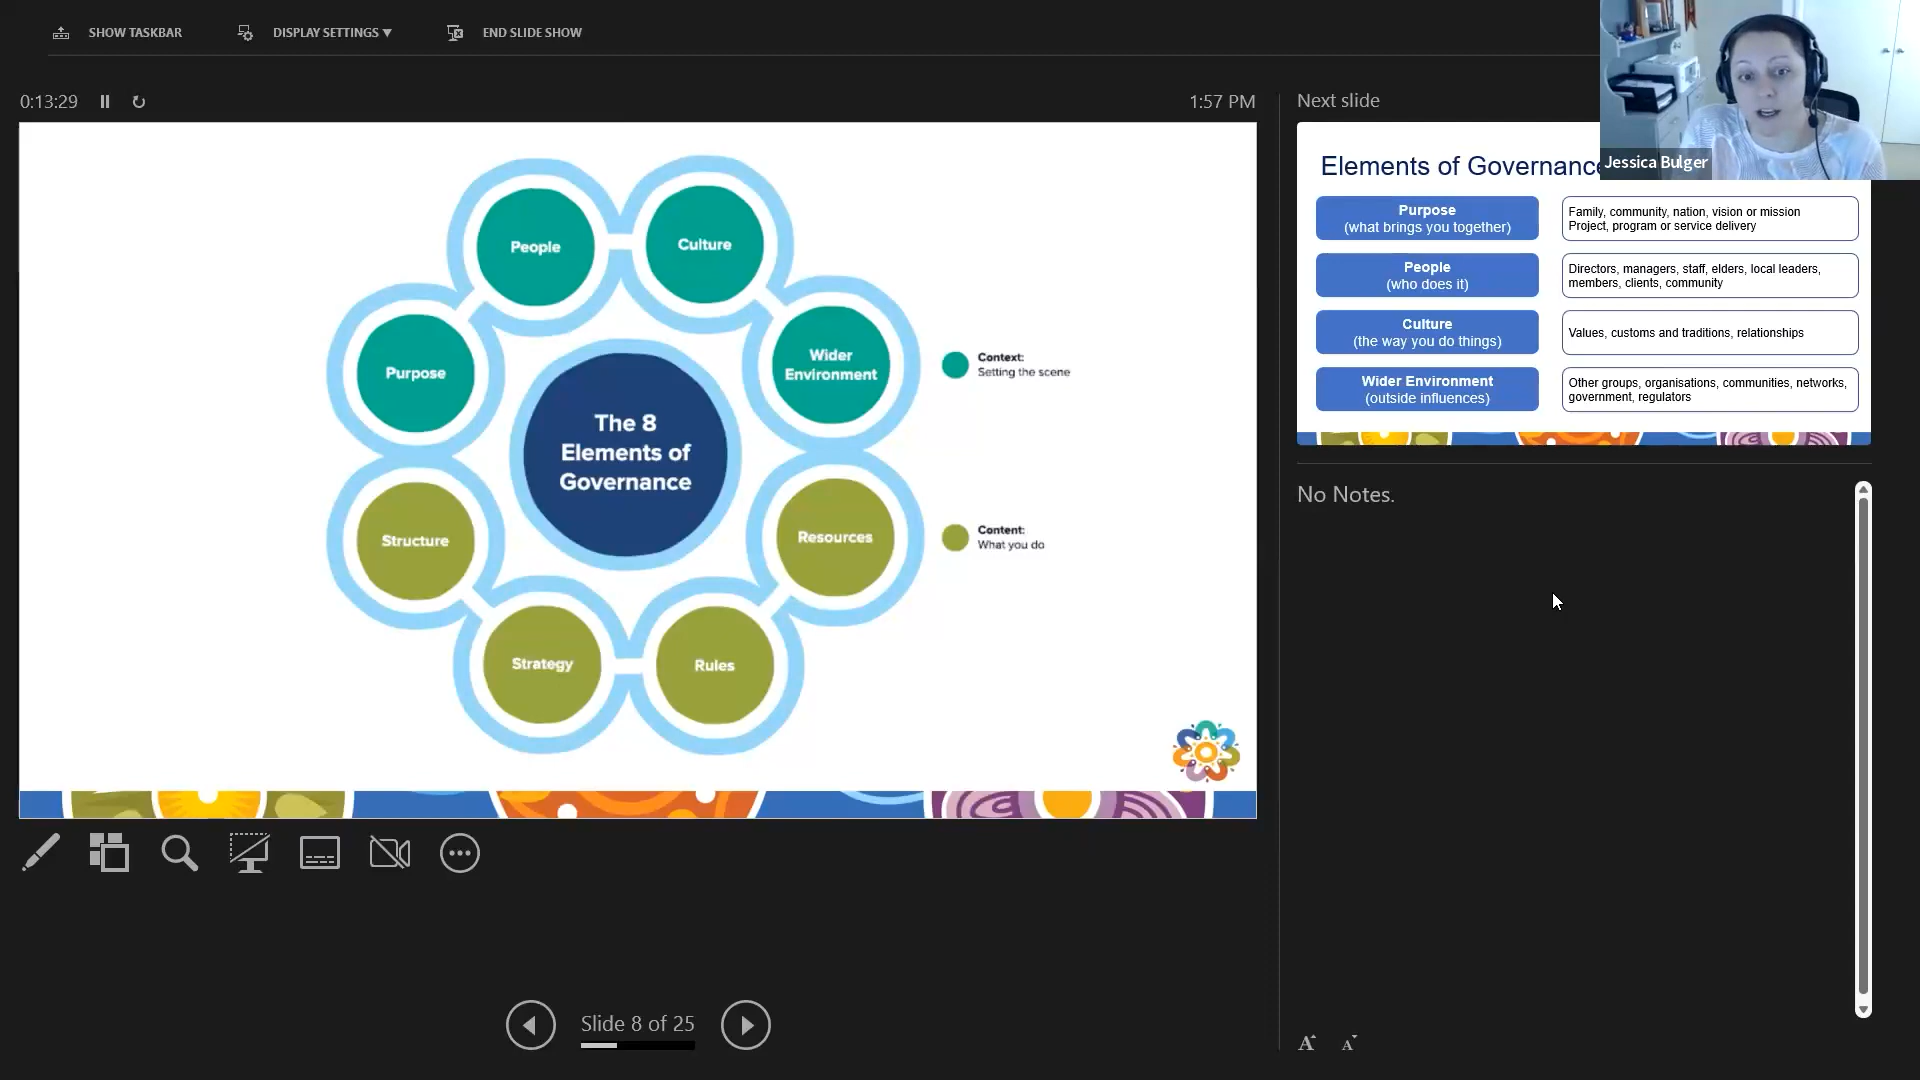 SHOW TASKBAR
DISPLAY SETTINGS ▼
END SLIDE SHOW
0:13:29
1:57 PM
People
Culture
Purpose
Wider
Environment
The 8
Elements of
Governance
Structure
Resources
Strategy
Rules
Context:
Setting the scene
Content:
What you do
Slide 8 of 25
Next slide
Jessica Bulger
Elements of Governance
Purpose
(what brings you together)
Family, community, nation, vision or mission
Project, program or service delivery
People
(who does it)
Directors, managers, staff, elders, local leaders,
members, clients, community
Culture
(the way you do things)
Values, customs and traditions, relationships
Wider Environment
(outside influences)
Other groups, organisations, communities, networks,
government, regulators
No Notes.
A
A